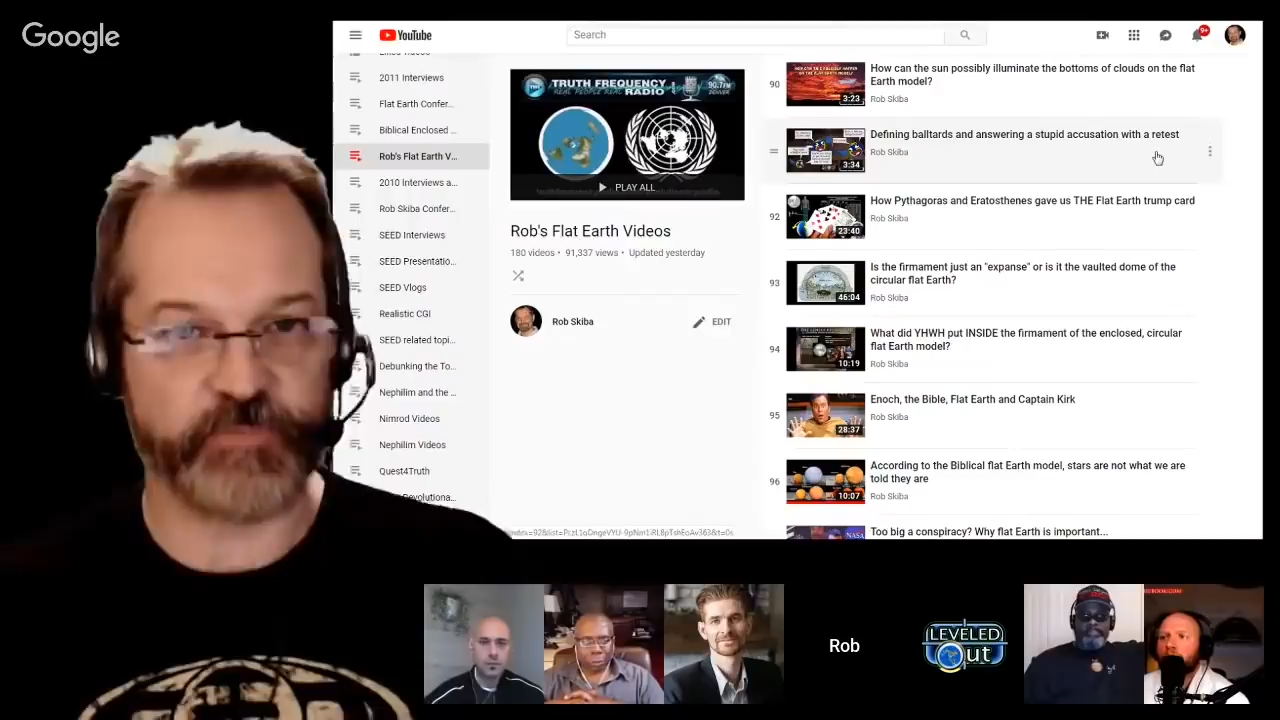 Google
YouTube
Search
9+
2011 Interviews
Flat Earth Confer...
Biblical Enclosed ...
Rob's Flat Earth V...
2010 Interviews a...
Rob Skiba Confer...
SEED Interviews
SEED Presentatio...
SEED Vlogs
Realistic CGI
SEED related topi...
Debunking the To...
Nephilim and the ...
Nimrod Videos
Nephilim Videos
Quest4Truth
TRUTH FREQUENCY
REAL PEOPLE REAL
RADIO
90.7FM
DENVER
PLAY ALL
Rob's Flat Earth Videos
180 videos • 91,337 views • Updated yesterday
Rob Skiba
EDIT
90
3:23
How can the sun possibly illuminate the bottoms of clouds on the flat
Earth model?
Rob Skiba
3:34
Defining balltards and answering a stupid accusation with a retest
Rob Skiba
92
23:40
How Pythagoras and Eratosthenes gave us THE Flat Earth trump card
Rob Skiba
93
46:04
Is the firmament just an "expanse" or is it the vaulted dome of the
circular flat Earth?
Rob Skiba
94
10:19
What did YHWH put INSIDE the firmament of the enclosed, circular
flat Earth model?
Rob Skiba
95
28:37
Enoch, the Bible, Flat Earth and Captain Kirk
Rob Skiba
96
10:07
According to the Biblical flat Earth model, stars are not what we are
told they are
Rob Skiba
NASA
Too big a conspiracy? Why flat Earth is important...
Rob
LEVELED
Out